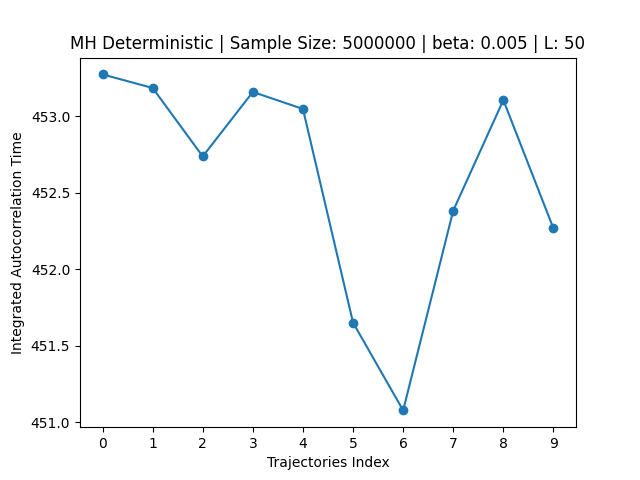 MH Deterministic | Sample Size: 5000000 | beta: 0.005 | L: 50
Integrated Autocorrelation Time
453.0
452.5
452.0
451.5
451.0
0 1 2 3 4 5 6 7 8 9
Trajectories Index